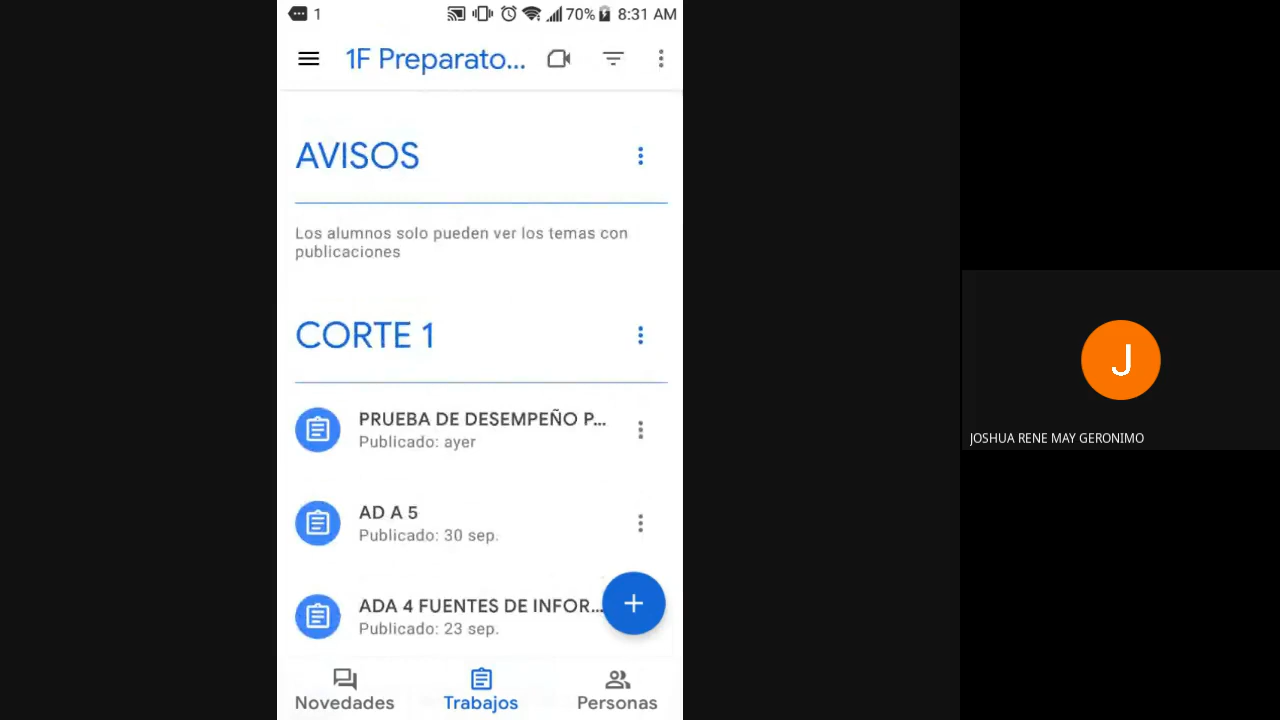 1
70%
8:31 AM
1F Preparato...
AVISOS
Los alumnos solo pueden ver los temas con
publicaciones
CORTE 1
PRUEBA DE DESEMPEÑO P...
Publicado: ayer
AD A 5
Publicado: 30 sep.
ADA 4 FUENTES DE INFOR...
Publicado: 23 sep.
Novedades
Trabajos
Personas
J
JOSHUA RENE MAY GERONIMO